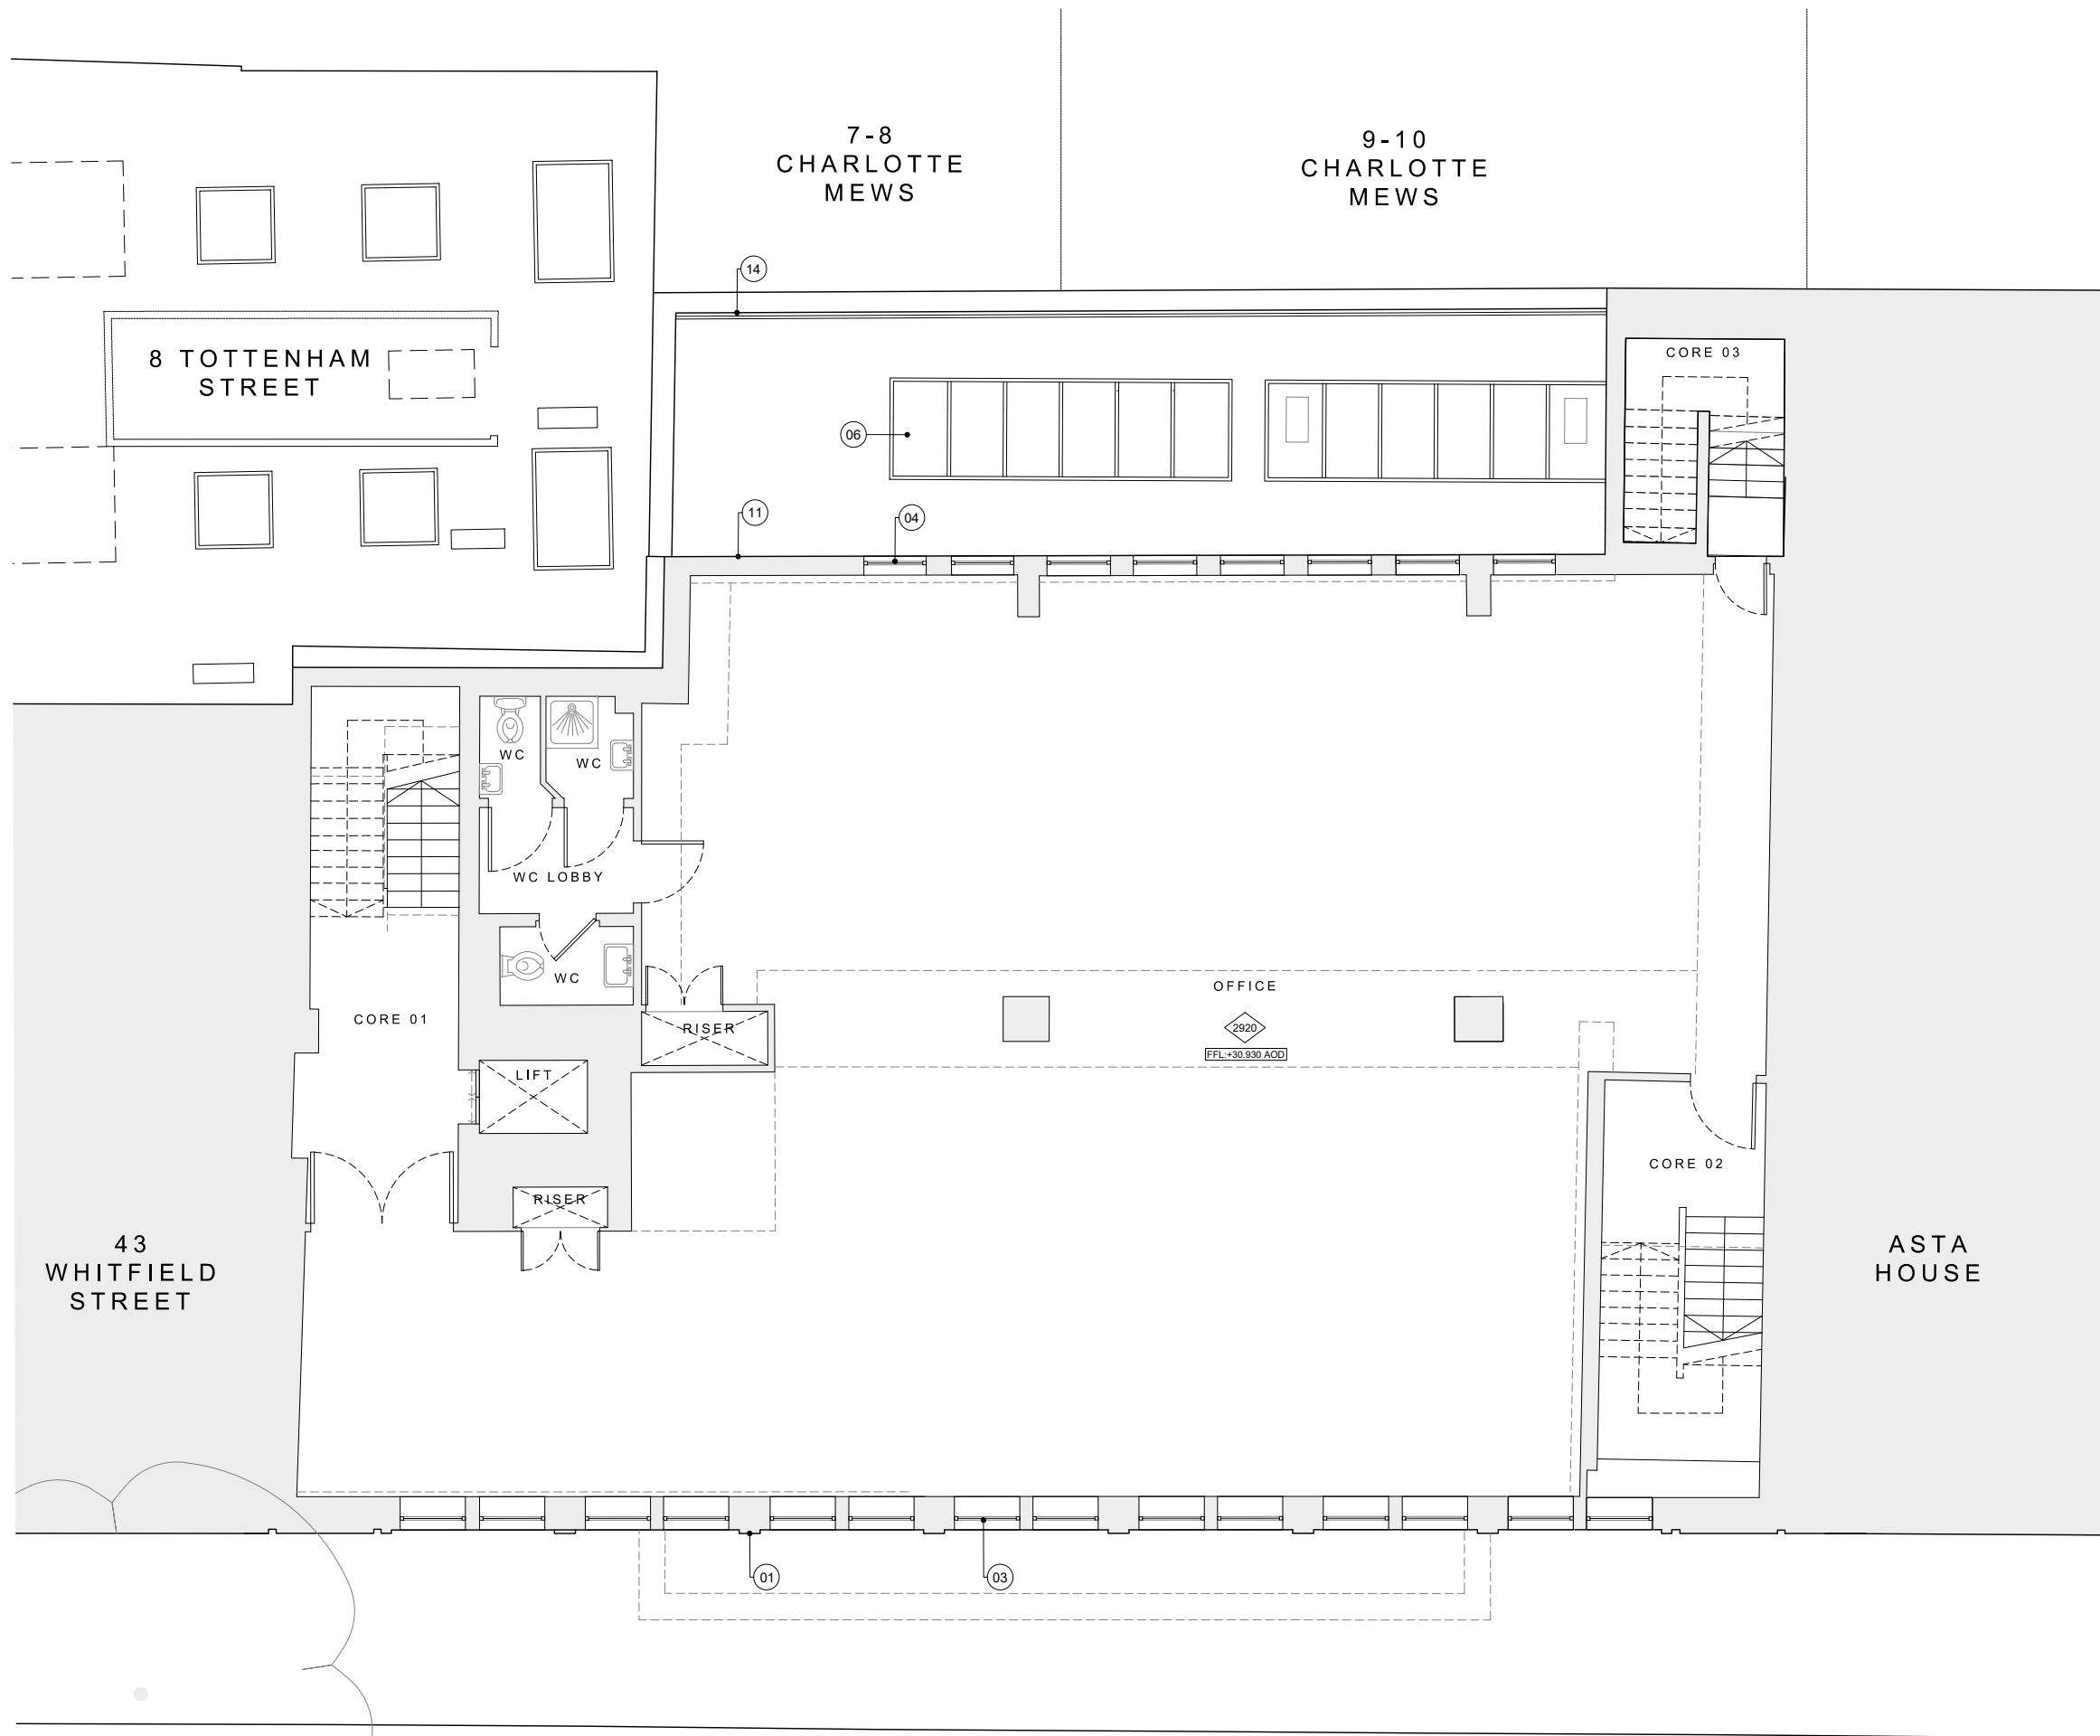 7-8
CHARLOTTE
MEWS
9-10
CHARLOTTE
MEWS
14
8 TOTTENHAM
STREET
CORE 03
06
11
04
WC
WC
WC LOBBY
WC
OFFICE
CORE 01
RISER
2920
FFL:+30.930 AOD
LIFT
CORE 02
RISER
43
WHITFIELD
STREET
ASTA
HOUSE
01
03